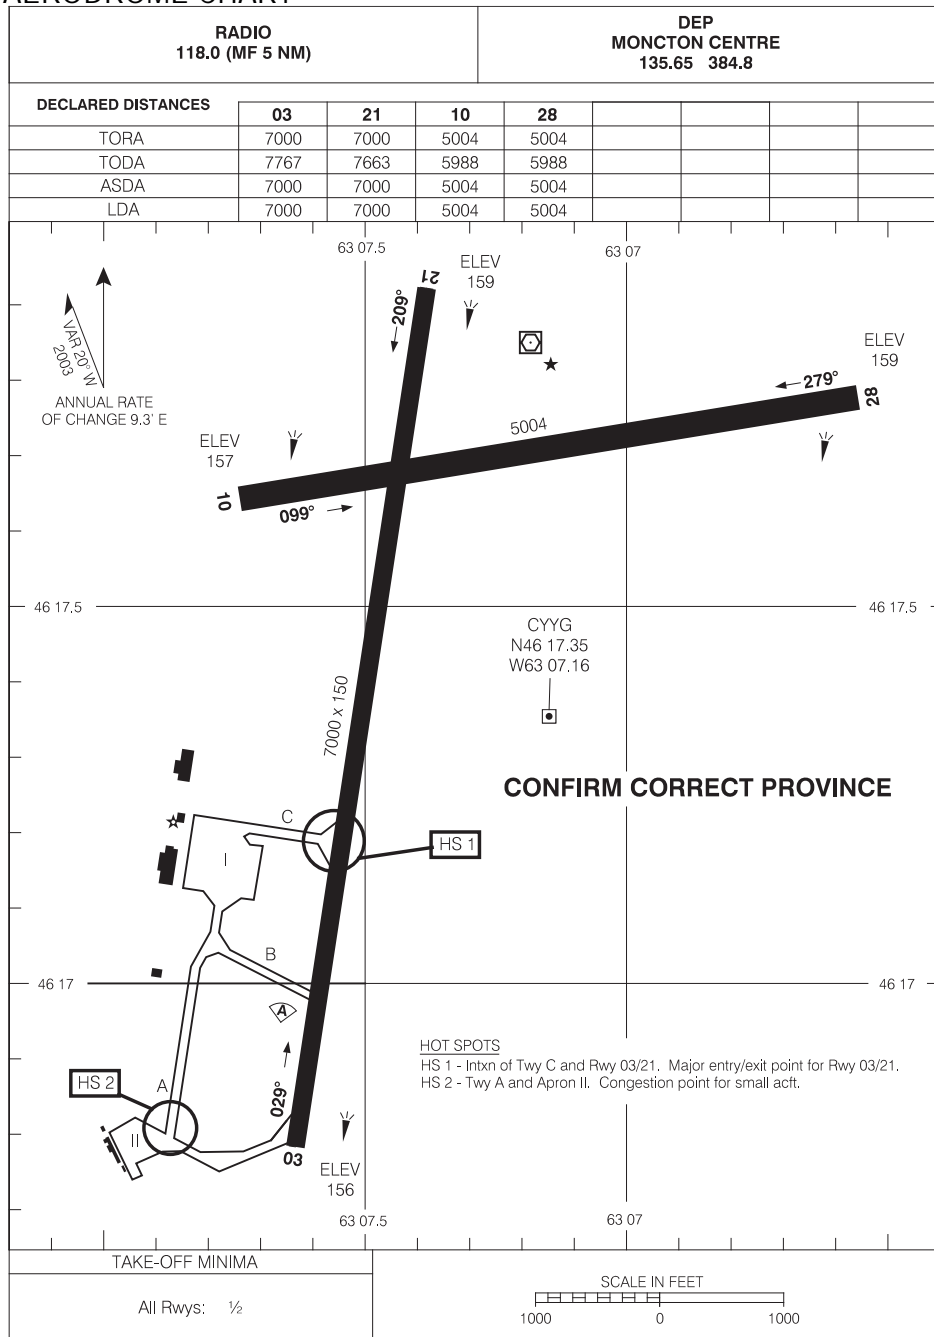 AERODROME CHART
RADIO
118.0 (MF 5 NM)
DEP
MONCTON CENTRE
135.65 384.8
DECLARED DISTANCES 03 21 10 28
TORA 7000 7000 5004 5004
TODA 7767 7663 5988 5988
ASDA 7000 7000 5004 5004
LDA 7000 7000 5004 5004
63 07.5
63 07
ELEV
159
21
209°
VAR 20° W
2003
ANNUAL RATE
OF CHANGE 9.3' E
ELEV
159
279°
28
5004
ELEV
157
10
099°
46 17.5
46 17.5
CYYG
N46 17.35
W63 07.16
7000 x 150
CONFIRM CORRECT PROVINCE
C
HS 1
I
B
46 17
46 17
A
HOT SPOTS
HS 1 - Intxn of Twy C and Rwy 03/21. Major entry/exit point for Rwy 03/21.
HS 2 - Twy A and Apron II. Congestion point for small acft.
HS 2
A
029°
II
03
ELEV
156
63 07.5
63 07
TAKE-OFF MINIMA
All Rwys: ½
SCALE IN FEET
1000 0 1000